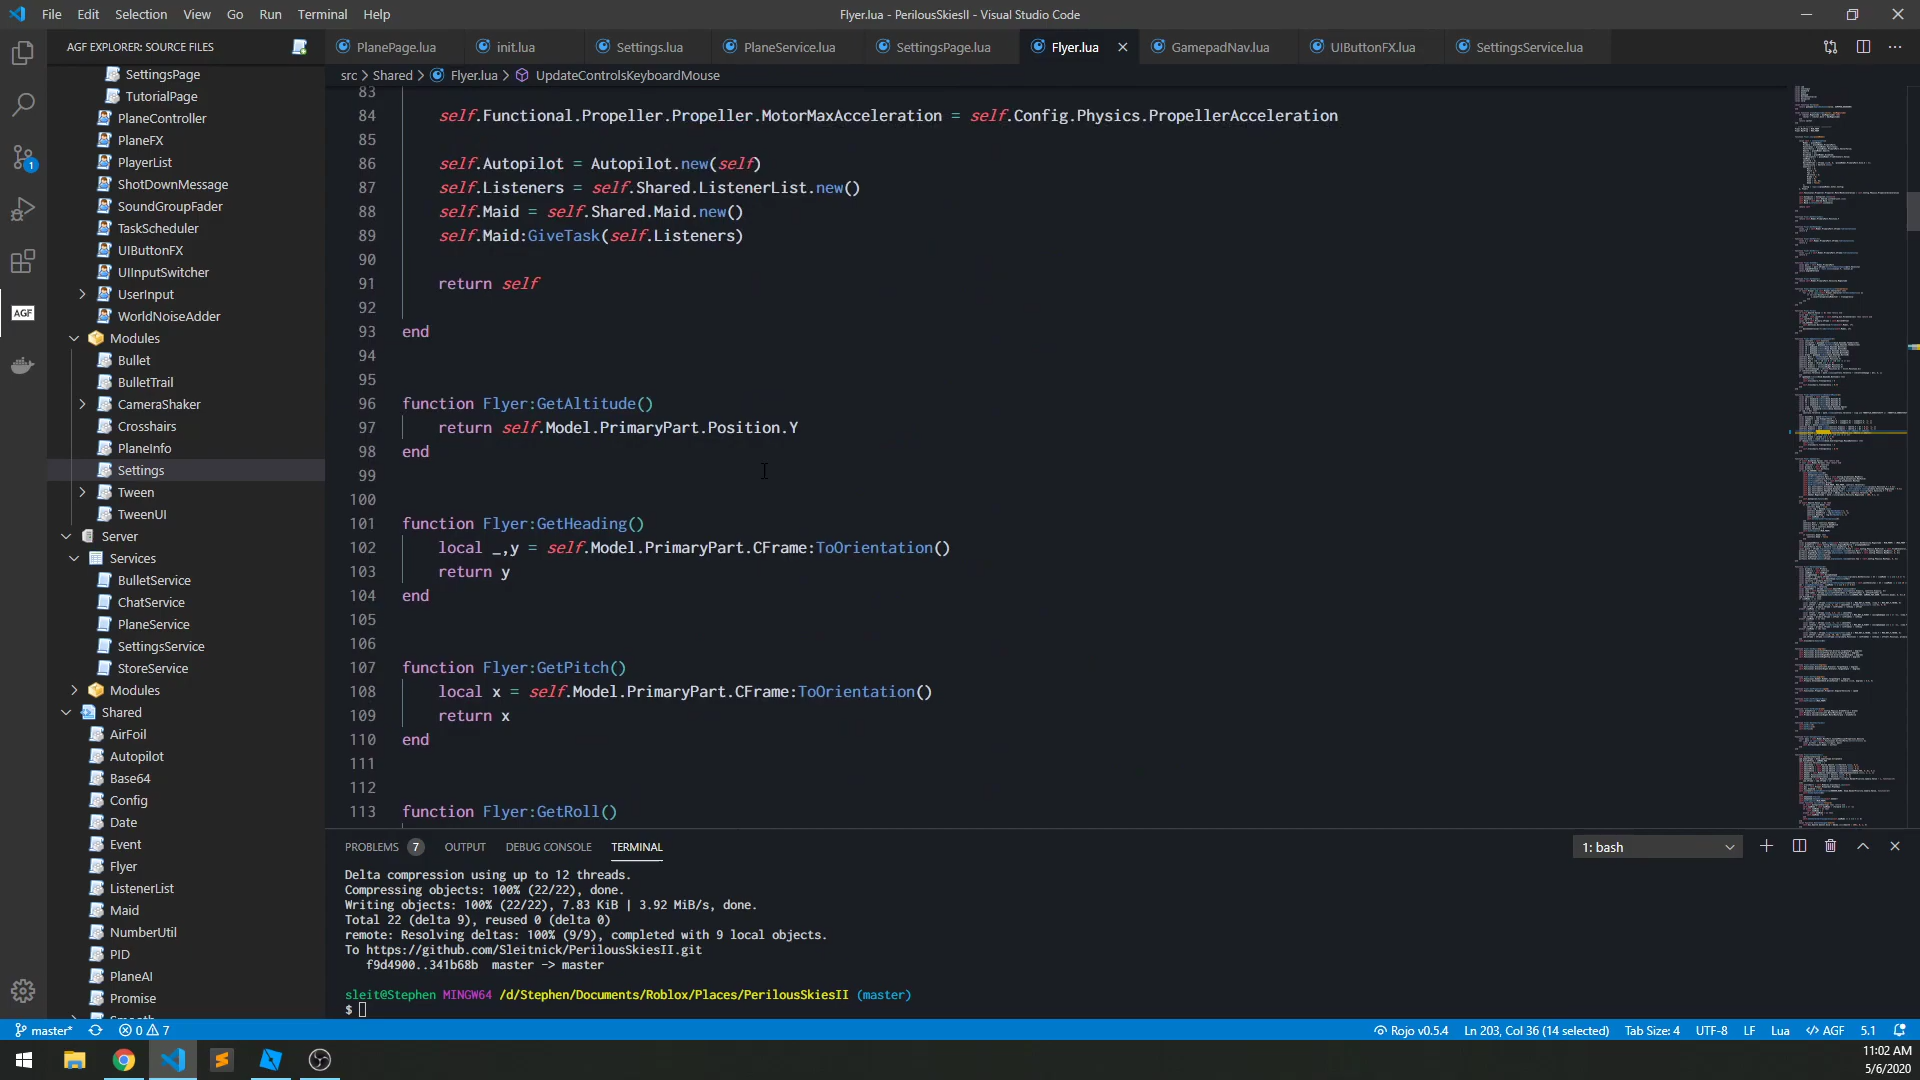 File Edit Selection View Go Run Terminal Help
Flyer.lua - PerilousSkiesII - Visual Studio Code
AGF EXPLORER: SOURCE FILES
PlanePage.lua init.lua Settings.lua PlaneService.lua SettingsPage.lua Flyer.lua GamepadNav.lua UIButtonFX.lua SettingsService.lua
src > Shared > Flyer.lua > UpdateControlsKeyboardMouse
SettingsPage
TutorialPage
PlaneController
PlaneFX
PlayerList
ShotDownMessage
SoundGroupFader
TaskScheduler
UIButtonFX
UIInputSwitcher
UserInput
WorldNoiseAdder
Modules
Bullet
BulletTrail
CameraShaker
Crosshairs
PlaneInfo
Settings
Tween
TweenUI
Server
Services
BulletService
ChatService
PlaneService
SettingsService
StoreService
Modules
Shared
AirFoil
Autopilot
Base64
Config
Date
Event
Flyer
ListenerList
Maid
NumberUtil
PID
PlaneAI
Promise
83
84 self.Functional.Propeller.Propeller.MotorMaxAcceleration = self.Config.Physics.PropellerAcceleration
85
86 self.Autopilot = Autopilot.new(self)
87 self.Listeners = self.Shared.ListenerList.new()
88 self.Maid = self.Shared.Maid.new()
89 self.Maid:GiveTask(self.Listeners)
90
91 return self
92
93 end
94
95
96 function Flyer:GetAltitude()
97 return self.Model.PrimaryPart.Position.Y
98 end
99
100
101 function Flyer:GetHeading()
102 local _,y = self.Model.PrimaryPart.CFrame:ToOrientation()
103 return y
104 end
105
106
107 function Flyer:GetPitch()
108 local x = self.Model.PrimaryPart.CFrame:ToOrientation()
109 return x
110 end
111
112
113 function Flyer:GetRoll()
PROBLEMS 7 OUTPUT DEBUG CONSOLE TERMINAL 1: bash
Delta compression using up to 12 threads.
Compressing objects: 100% (22/22), done.
Writing objects: 100% (22/22), 7.83 KiB | 3.92 MiB/s, done.
Total 22 (delta 9), reused 0 (delta 0)
remote: Resolving deltas: 100% (9/9), completed with 9 local objects.
To https://github.com/Sleitnick/PerilousSkiesII.git
f9d4900..341b68b master -> master
sleit@Stephen MINGW64 /d/Stephen/Documents/Roblox/Places/PerilousSkiesII (master)
$
1
AGF
master* 0 7 Rojo v0.5.4 Ln 203, Col 36 (14 selected) Tab Size: 4 UTF-8 LF Lua </> AGF 5.1
11:02 AM
5/6/2020